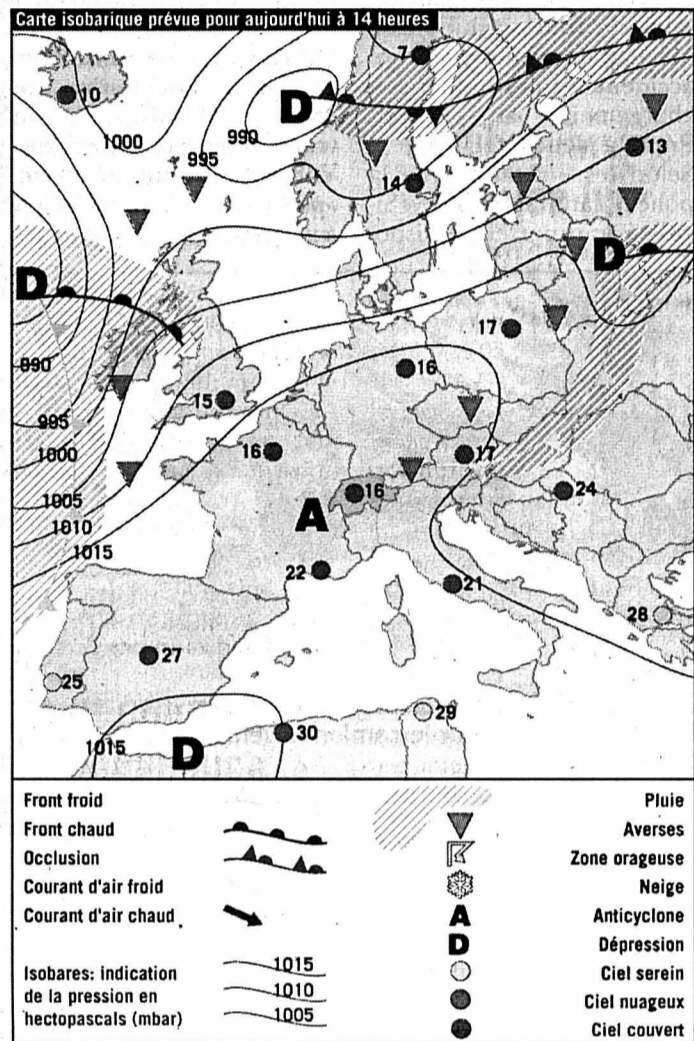 Carte isobarique prévue pour aujourd'hui à 14 heures
7
10
D
1000
990
995
13
14
D
D
17
990
16
15
995
16
17
1000
16
24
1005
A
1010
1015
22
21
28
27
25
29
30
1015
D
Front froid
Front chaud
Occlusion
Courant d'air froid
Courant d'air chaud
Isobares: indication
de la pression en
hectopascals (mbar)
1015
1010
1005
Pluie
Averses
Zone orageuse
Neige
A Anticyclone
D Dépression
Ciel serein
Ciel nuageux
Ciel couvert